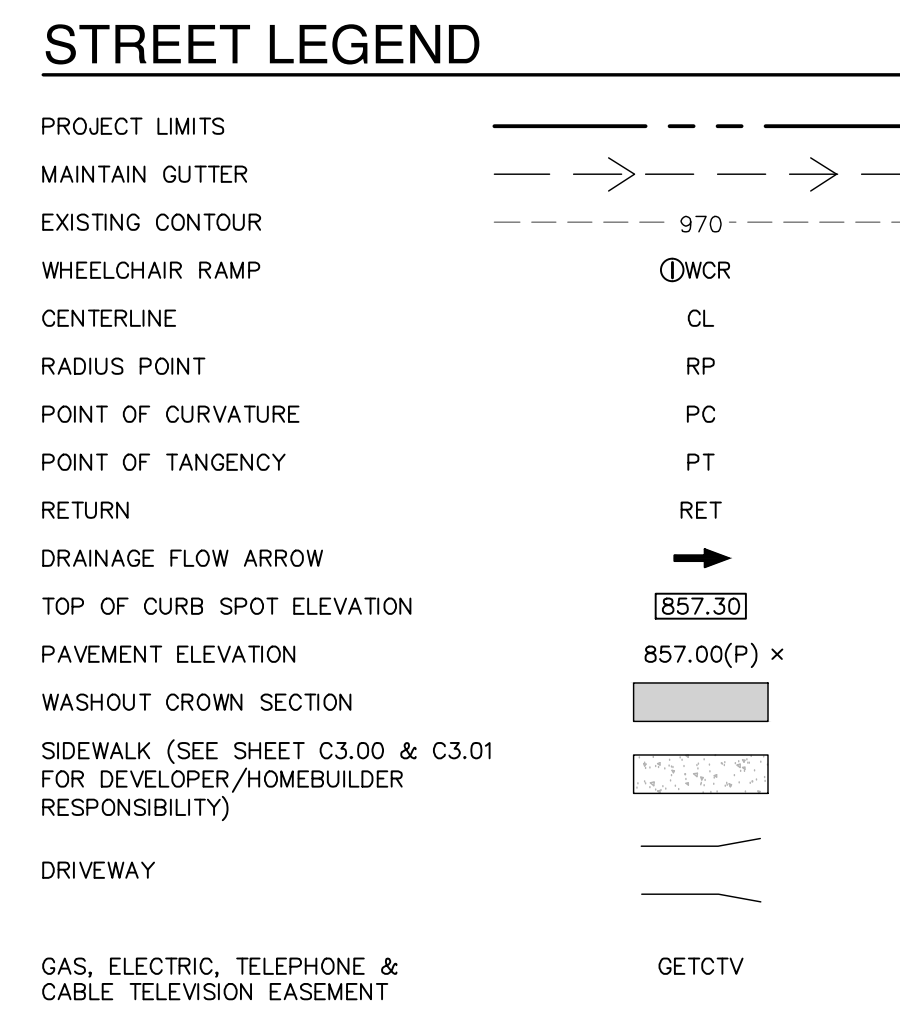 STREET LEGEND
PROJECT LIMITS
MAINTAIN GUTTER
EXISTING CONTOUR 970
WHEELCHAIR RAMP ①WCR
CENTERLINE CL
RADIUS POINT RP
POINT OF CURVATURE PC
POINT OF TANGENCY PT
RETURN RET
DRAINAGE FLOW ARROW
TOP OF CURB SPOT ELEVATION 857.30
PAVEMENT ELEVATION 857.00(P) ×
WASHOUT CROWN SECTION
SIDEWALK (SEE SHEET C3.00 & C3.01
FOR DEVELOPER/HOMEBUILDER
RESPONSIBILITY)
DRIVEWAY
GAS, ELECTRIC, TELEPHONE & GETCTV
CABLE TELEVISION EASEMENT